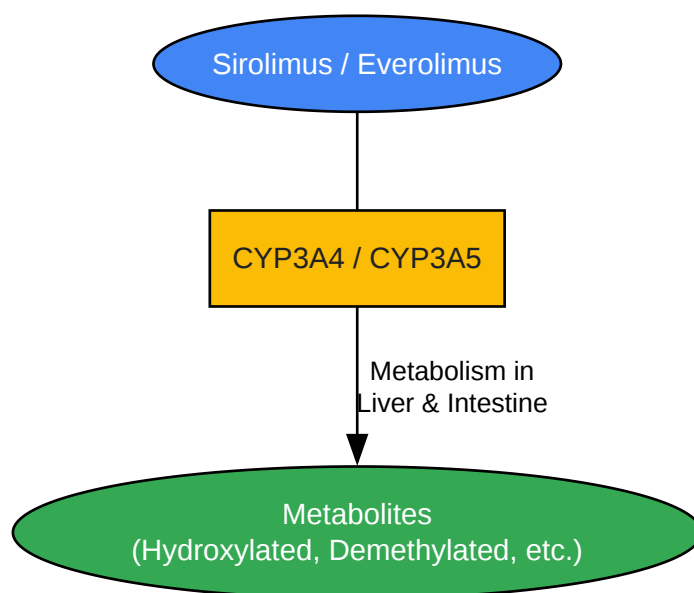 Sirolimus / Everolimus
CYP3A4 / CYP3A5
Metabolism in
Liver & Intestine
Metabolites
(Hydroxylated, Demethylated, etc.)